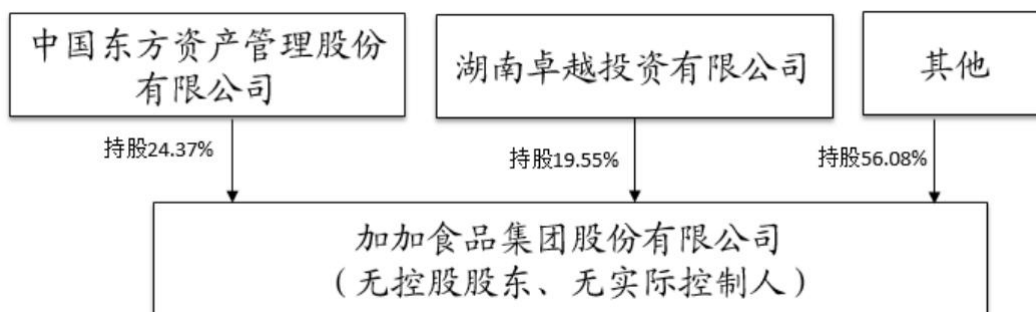 中国东方资产管理股份
有限公司
湖南卓越投资有限公司
其他
持股24.37%
持股19.55%
持股56.08%
加加食品集团股份有限公司
（无控股股东、无实际控制人）